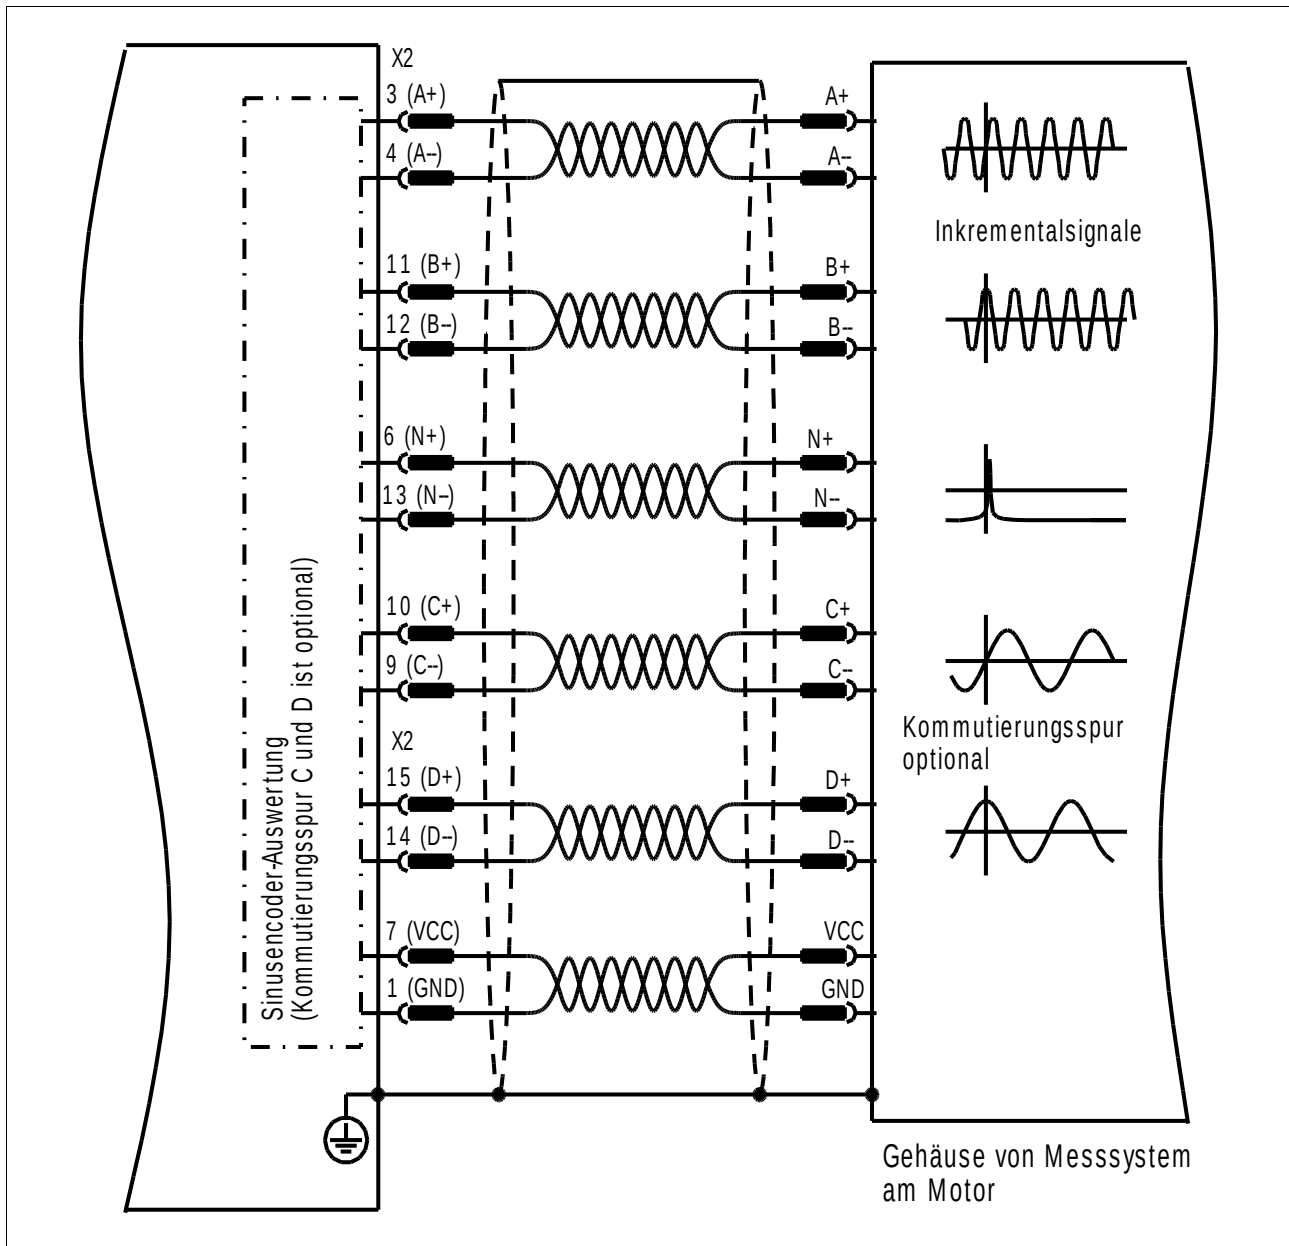 X2
3 (A+)
A+
4 (A–)
A–
Inkrementalsignale
11 (B+)
B+
12 (B–)
B–
6 (N+)
N+
13 (N–)
N–
10 (C+)
C+
9 (C–)
C–
Kommutierungsspur
optional
X2
15 (D+)
D+
14 (D–)
D–
7 (VCC)
VCC
1 (GND)
GND
Sinusencoder-Auswertung
(Kommutierungsspur C und D ist optional)
Gehäuse von Messsystem
am Motor